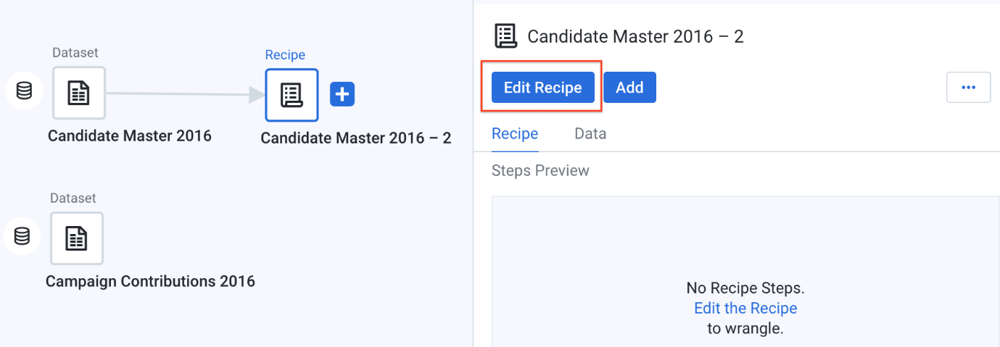 Dataset
Recipe
Candidate Master 2016
Candidate Master 2016 – 2
Dataset
Campaign Contributions 2016
Candidate Master 2016 – 2
Edit Recipe
Add
Recipe
Data
Steps Preview
No Recipe Steps.
Edit the Recipe
to wrangle.